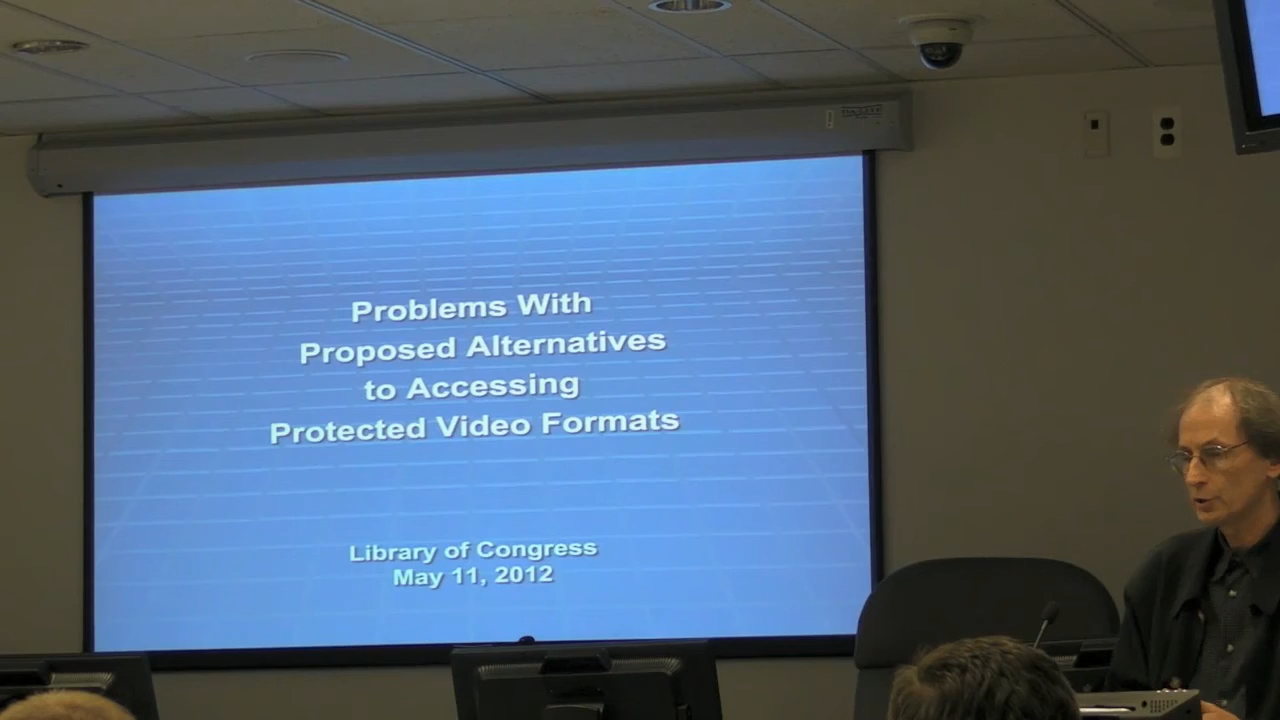 Problems With
Proposed Alternatives
to Accessing
Protected Video Formats
Library of Congress
May 11, 2012